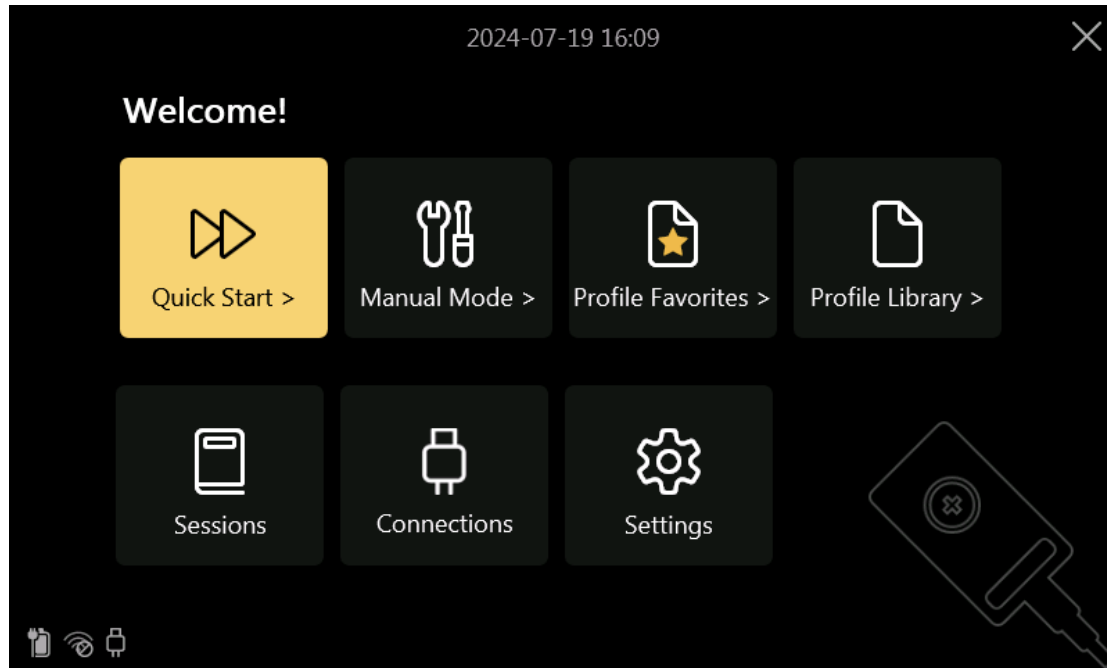 2024-07-19 16:09
Welcome!
Quick Start >
Manual Mode >
Profile Favorites >
Profile Library >
Sessions
Connections
Settings